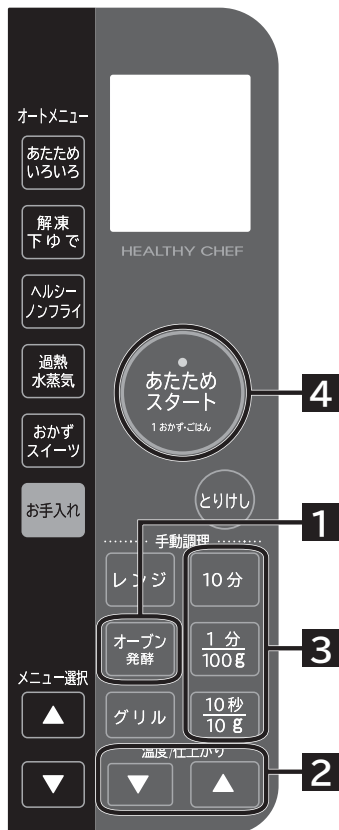 オートメニュー
あたため
いろいろ
解凍
下ゆで
ヘルシー
ノンフライ
過熱
水蒸気
おかず
スイーツ
お手入れ
メニュー選択
▲
▼
HEALTHY CHEF
あたため
スタート
1 おかず・ごはん
4
とりけし
1
手動調理
レンジ
10分
オーブン
発酵
1分
100g
3
グリル
10秒
10g
温度/仕上がり
▼ ▲
2